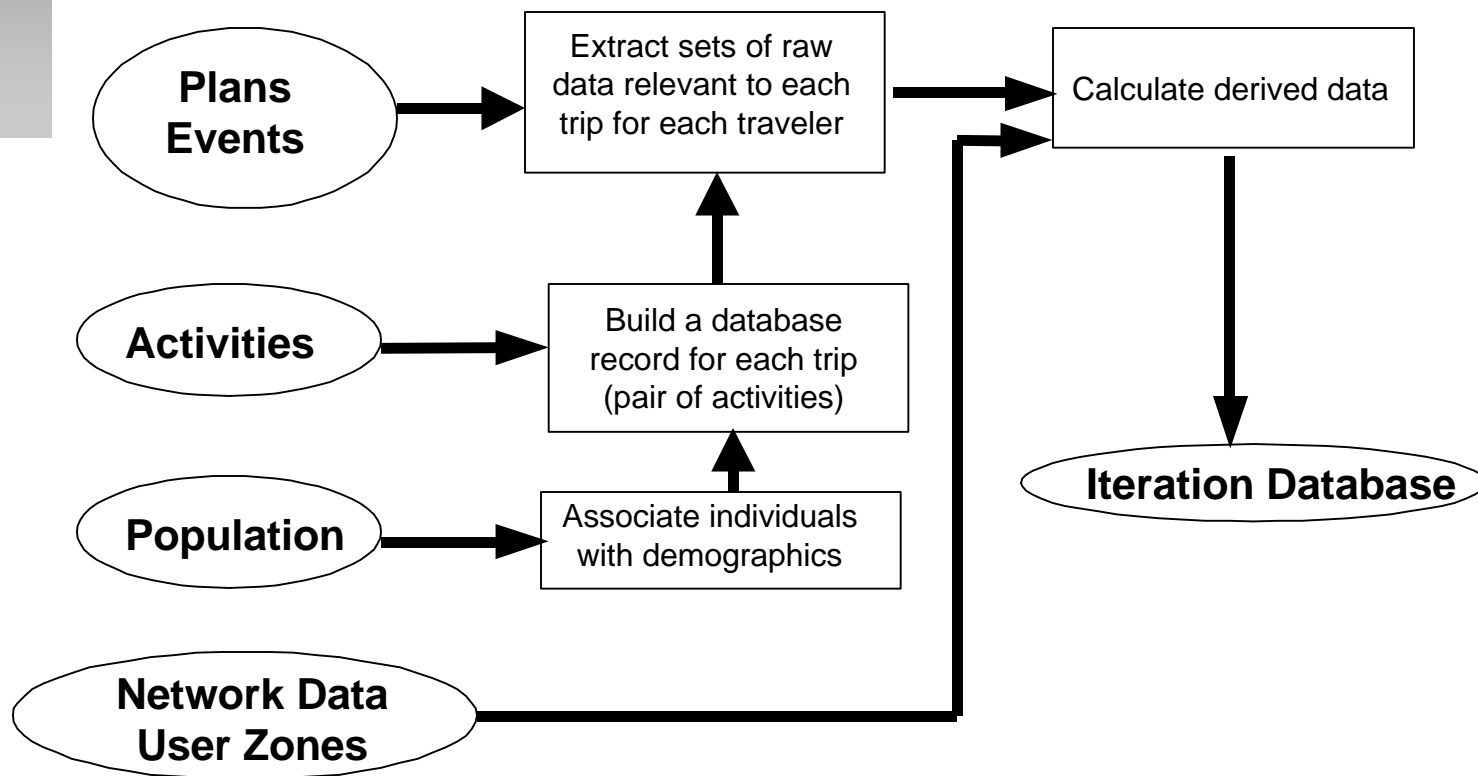 Plans
Events
Extract sets of raw
data relevant to each
trip for each traveler
Calculate derived data
Activities
Build a database
record for each trip
(pair of activities)
Iteration Database
Population
Associate individuals
with demographics
Network Data
User Zones